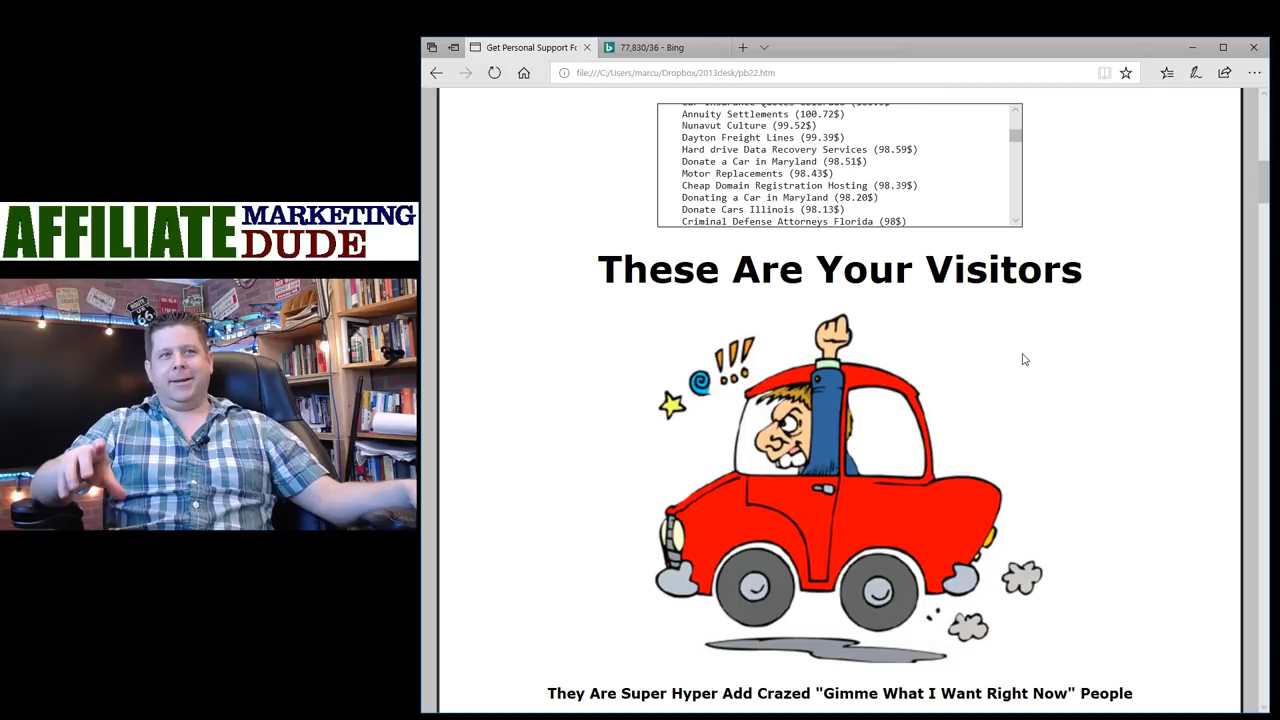 Get Personal Support Fo
77,830/36 - Bing
file:///C:/Users/marcu/Dropbox/2013desk/pb22.htm
Annuity Settlements (100.72$)
Nunavut Culture (99.52$)
Dayton Freight Lines (99.39$)
Hard drive Data Recovery Services (98.59$)
Donate a Car in Maryland (98.51$)
Motor Replacements (98.43$)
Cheap Domain Registration Hosting (98.39$)
Donating a Car in Maryland (98.20$)
Donate Cars Illinois (98.13$)
Criminal Defense Attorneys Florida (98$)
These Are Your Visitors
!!!
They Are Super Hyper Add Crazed "Gimme What I Want Right Now" People
AFFILIATE MARKETING
DUDE
ROUTE
66